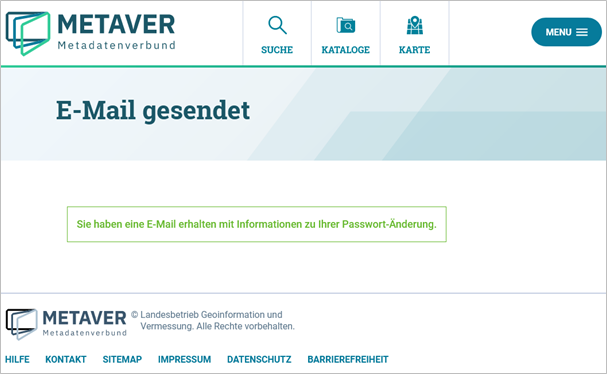 METAVER
Metadatenverbund
SUCHE
KATALOGE
KARTE
MENU
E-Mail gesendet
Sie haben eine E-Mail erhalten mit Informationen zu Ihrer Passwort-Änderung.
METAVER
Metadatenverbund
© Landesbetrieb Geoinformation und
Vermessung. Alle Rechte vorbehalten.
HILFE KONTAKT SITEMAP IMPRESSUM DATENSCHUTZ BARRIEREFREIHEIT